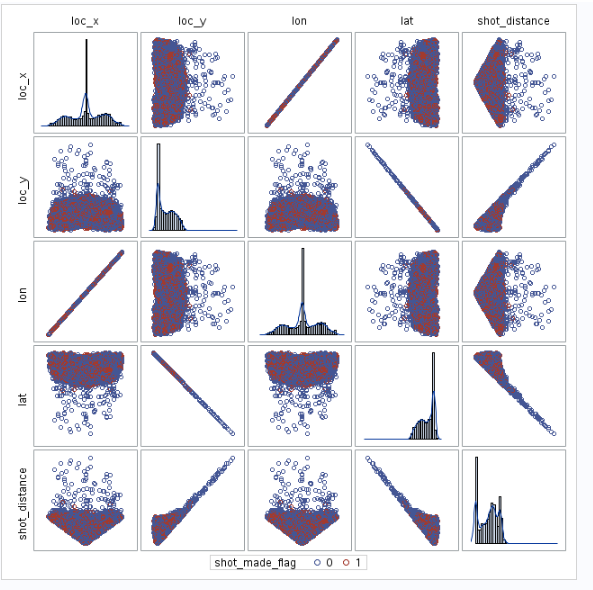 loc_x loc_y lon lat shot_distance
loc_x
loc_y
lon
lat
shot_distance
shot_made_flag 0 1